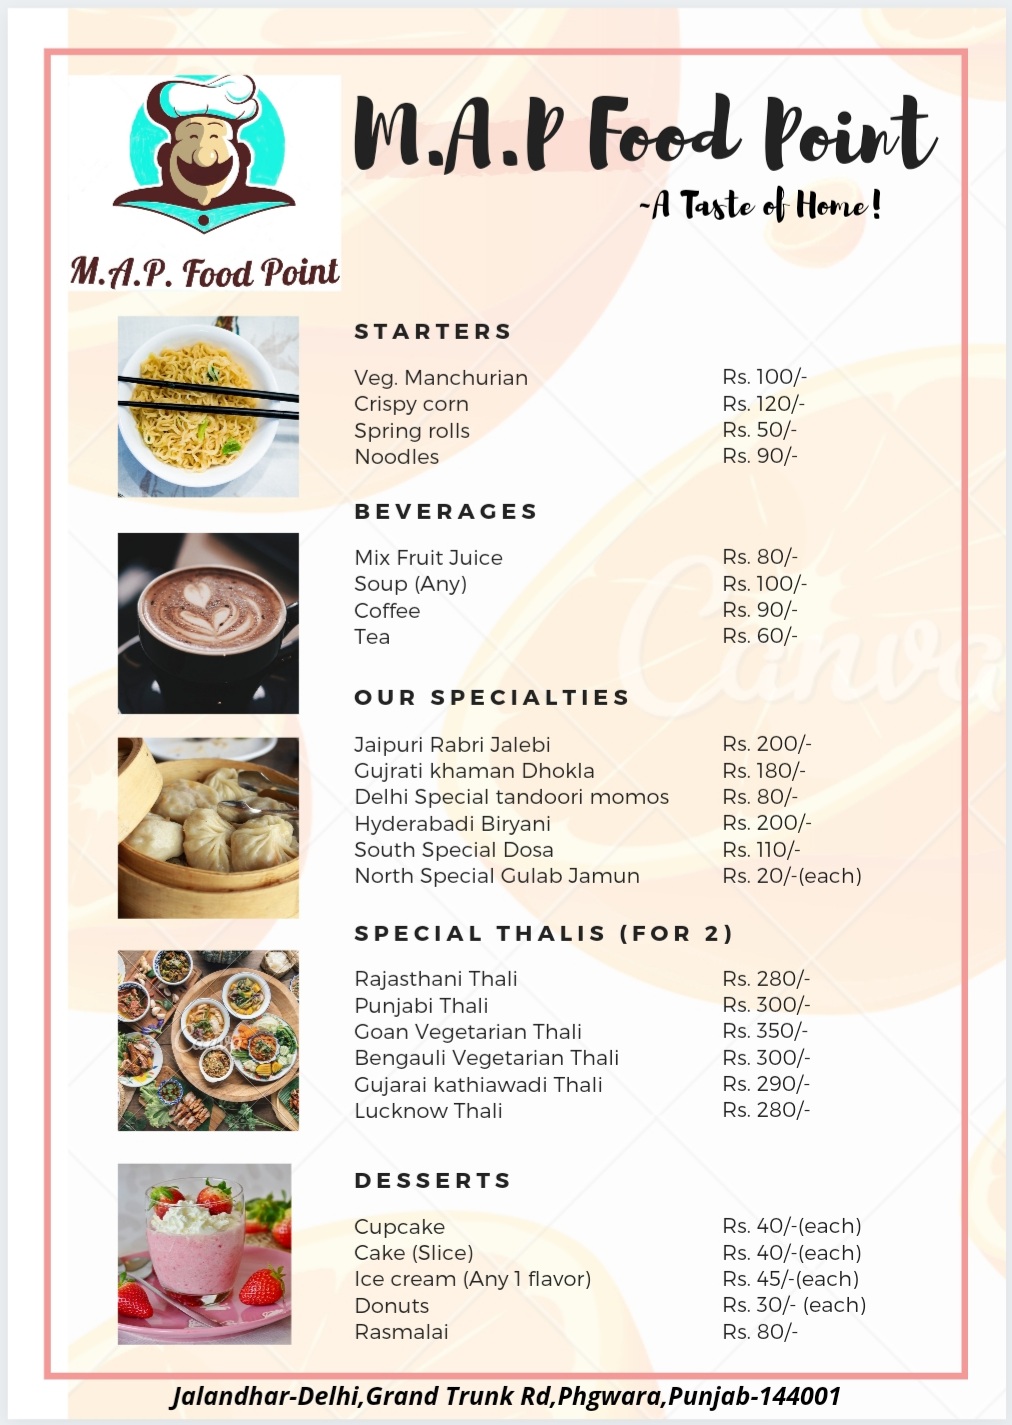 M.A.P Food Point
~A Taste of Home!
M.A.P. Food Point
STARTERS
Veg. Manchurian Rs. 100/-
Crispy corn Rs. 120/-
Spring rolls Rs. 50/-
Noodles Rs. 90/-
BEVERAGES
Mix Fruit Juice Rs. 80/-
Soup (Any) Rs. 100/-
Coffee Rs. 90/-
Tea Rs. 60/-
Canva
OUR SPECIALTIES
Jaipuri Rabri Jalebi Rs. 200/-
Gujrati khaman Dhokla Rs. 180/-
Delhi Special tandoori momos Rs. 80/-
Hyderabadi Biryani Rs. 200/-
South Special Dosa Rs. 110/-
North Special Gulab Jamun Rs. 20/-(each)
SPECIAL THALIS (FOR 2)
Rajasthani Thali Rs. 280/-
Punjabi Thali Rs. 300/-
Goan Vegetarian Thali Rs. 350/-
Canva
Bengauli Vegetarian Thali Rs. 300/-
Gujarai kathiawadi Thali Rs. 290/-
Lucknow Thali Rs. 280/-
DESSERTS
Cupcake Rs. 40/-(each)
Cake (Slice) Rs. 40/-(each)
Ice cream (Any 1 flavor) Rs. 45/-(each)
Donuts Rs. 30/- (each)
Rasmalai Rs. 80/-
Jalandhar-Delhi,Grand Trunk Rd,Phgwara,Punjab-144001